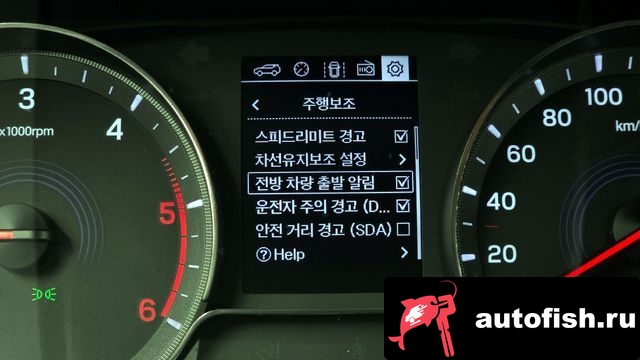 3
4
5
6
x1000rpm
주행보조
스피드리미트 경고
차선유지보조 설정
전방 차량 출발 알림
운전자 주의 경고 (D...
안전 거리 경고 (SDA)
? Help
100
80
60
40
20
km/
autofish.ru